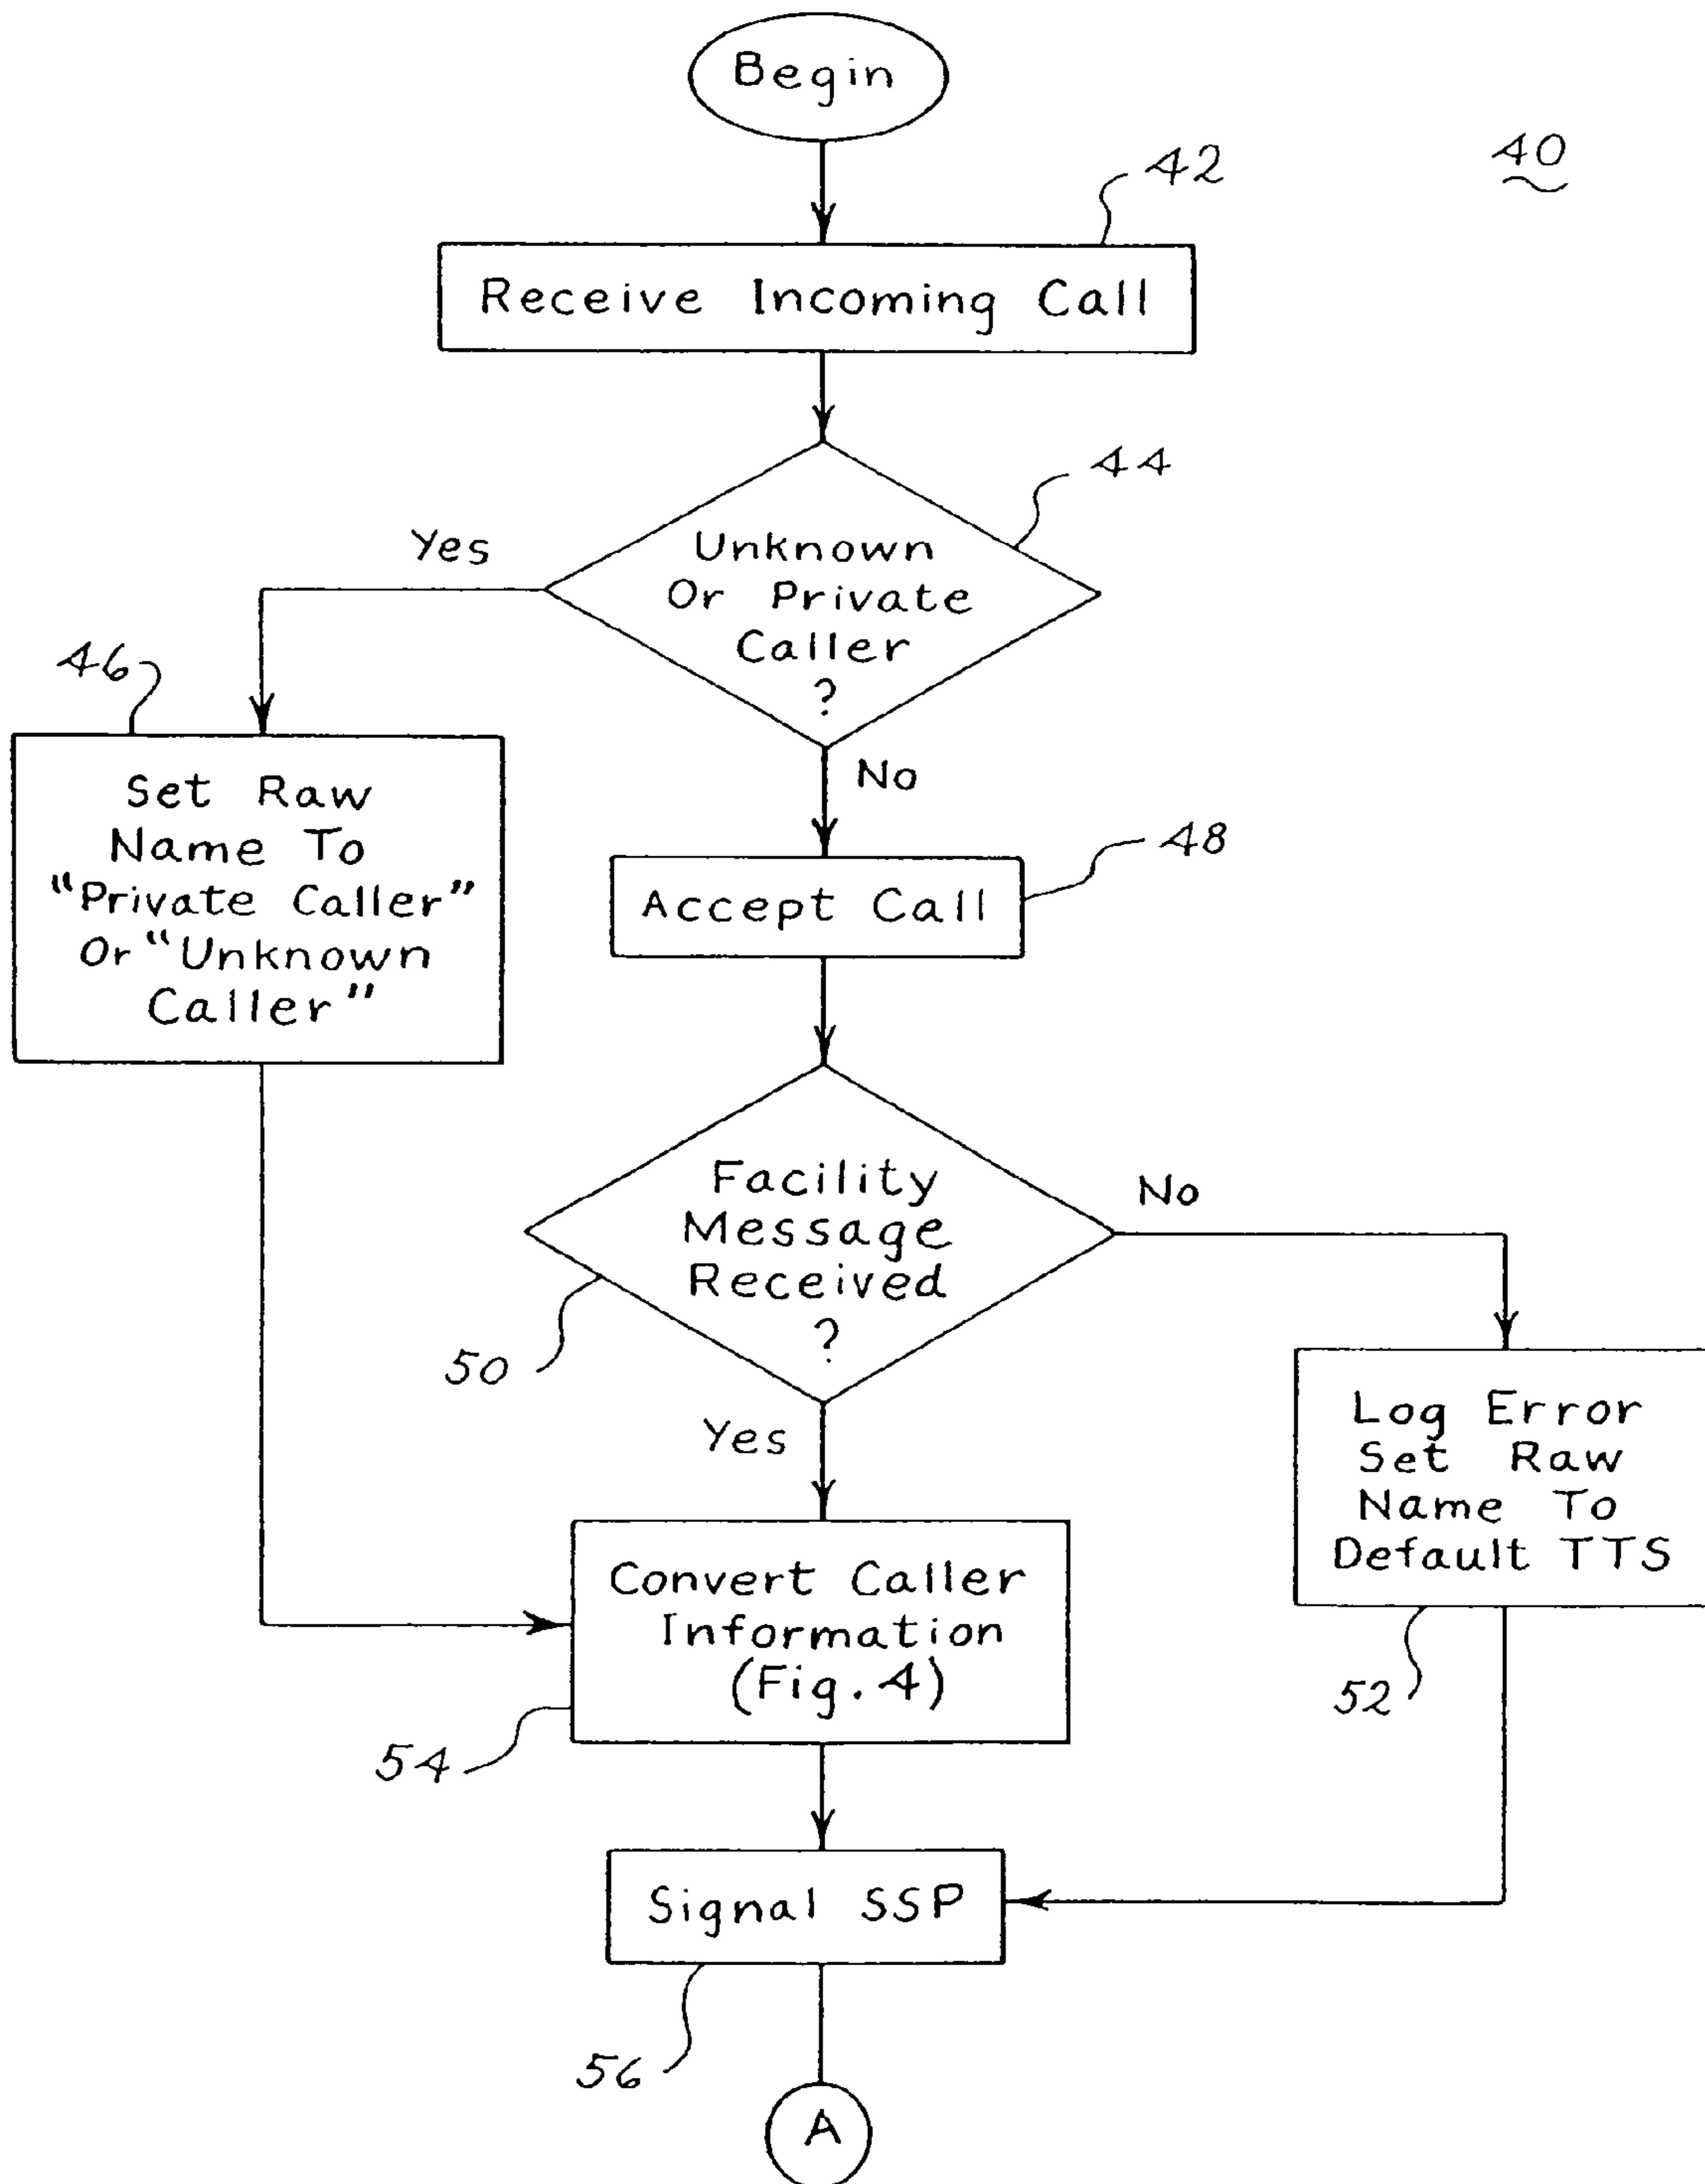 Begin
40
42
Receive Incoming Call
44
Unknown
Or Private
Caller
?
Yes
No
46
Set Raw
Name To
"Private Caller"
Or "Unknown
Caller"
48
Accept Call
Facility
Message
Received
?
No
50
Yes
Log Error
Set Raw
Name To
Default TTS
52
Convert Caller
Information
(Fig. 4)
54
Signal SSP
56
A